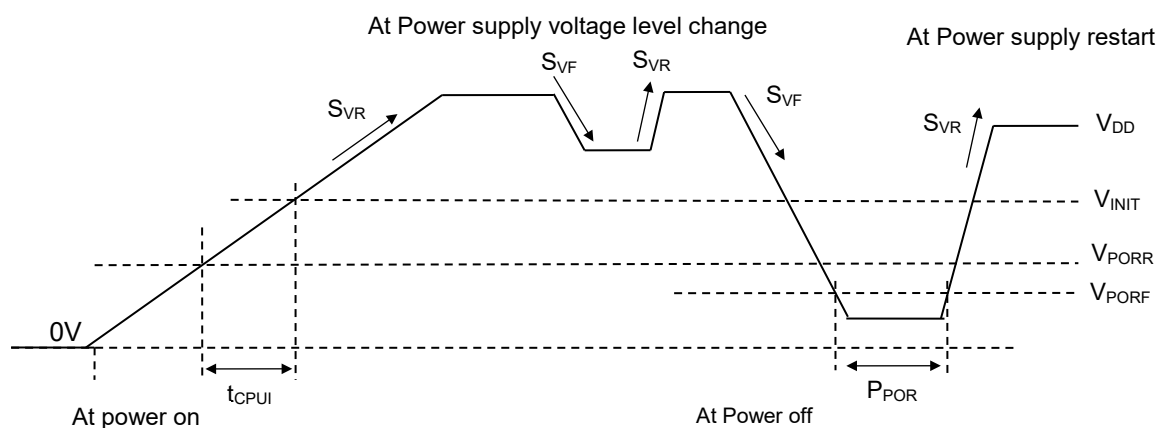 At Power supply voltage level change
At Power supply restart
SVF
SVR
SVR
SVF
SVR
VDD
VINIT
VPORR
VPORF
0V
tCPUI
PPOR
At power on
At Power off